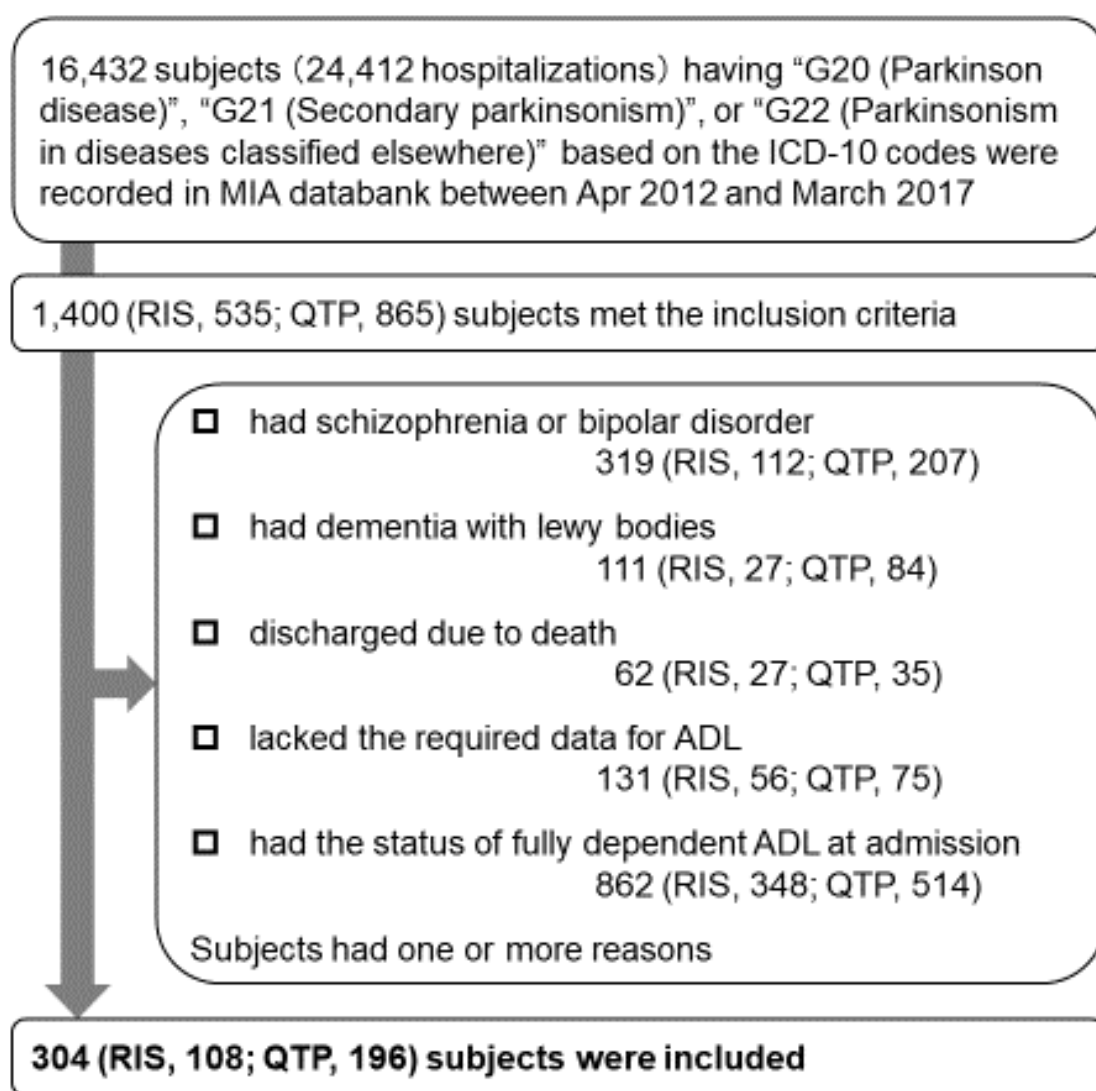 16,432 subjects（24,412 hospitalizations）having “G20 (Parkinson
disease)”, “G21 (Secondary parkinsonism)”, or “G22 (Parkinsonism
in diseases classified elsewhere)” based on the ICD-10 codes were
recorded in MIA databank between Apr 2012 and March 2017
1,400 (RIS, 535; QTP, 865) subjects met the inclusion criteria
had schizophrenia or bipolar disorder
319 (RIS, 112; QTP, 207)
had dementia with lewy bodies
111 (RIS, 27; QTP, 84)
discharged due to death
62 (RIS, 27; QTP, 35)
lacked the required data for ADL
131 (RIS, 56; QTP, 75)
had the status of fully dependent ADL at admission
862 (RIS, 348; QTP, 514)
Subjects had one or more reasons
304 (RIS, 108; QTP, 196) subjects were included